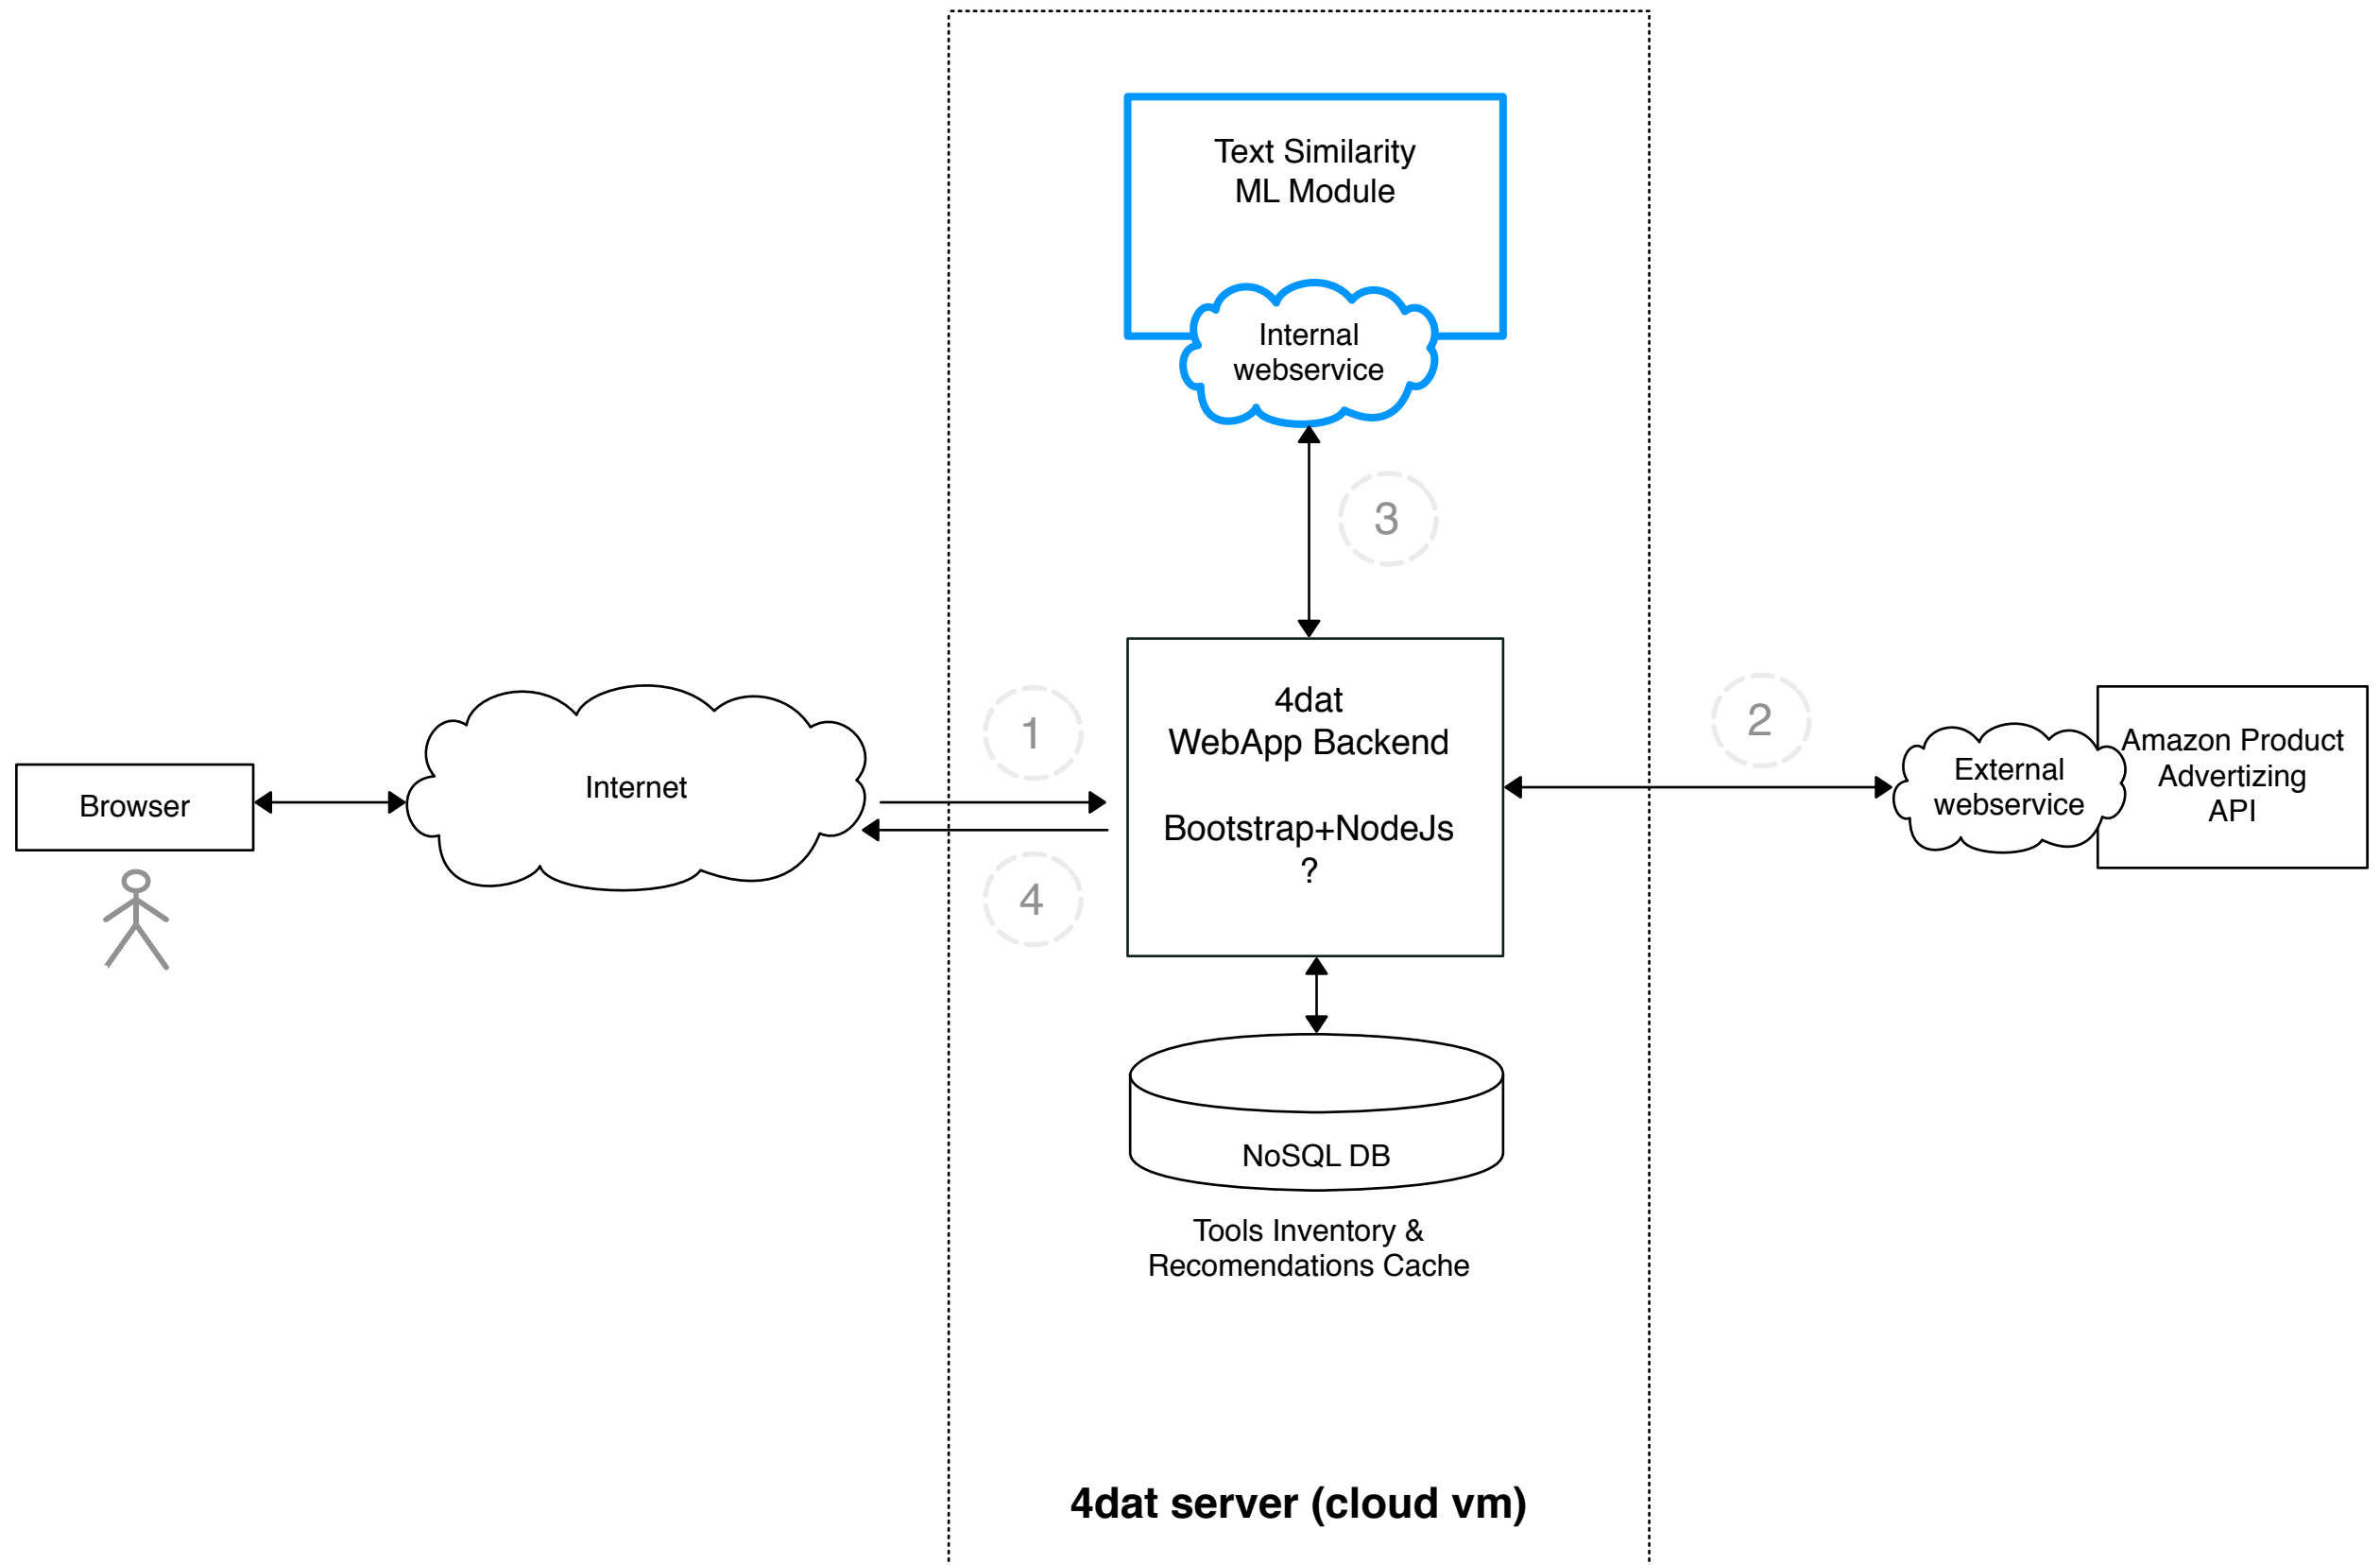 Text Similarity
ML Module
Internal
webservice
3
4dat
WebApp Backend
Bootstrap+NodeJs
?
1
4
2
Browser
Internet
External
webservice
Amazon Product
Advertizing
API
NoSQL DB
Tools Inventory &
Recomendations Cache
4dat server (cloud vm)